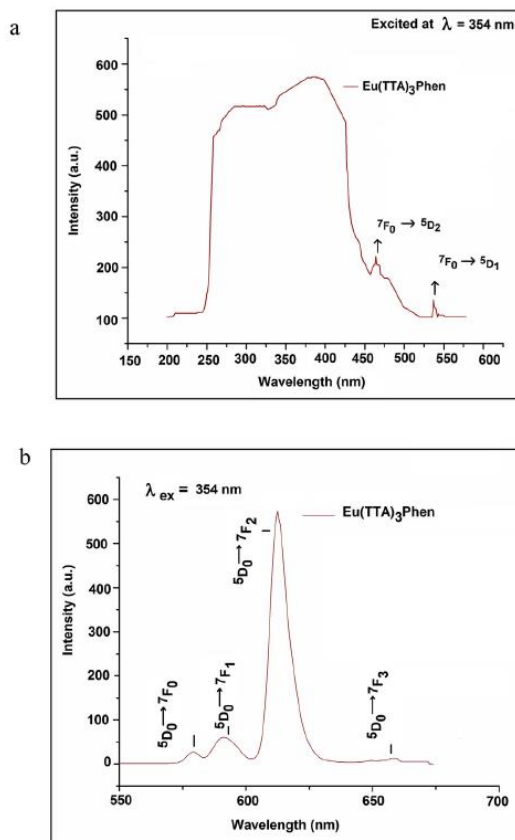 a
Excited at λ = 354 nm
Eu(TTA)3Phen
600
500
400
300
200
100
7F0 → 5D2
7F0 → 5D1
150 200 250 300 350 400 450 500 550 600
Intensity (a.u.)
Wavelength (nm)
b
λ ex = 354 nm
Eu(TTA)3Phen
600
500
400
300
200
100
0
5D0→7F0
5D0→7F1
5D0→7F2
5D0→7F3
550 600 650 700
Intensity (a.u.)
Wavelength (nm)